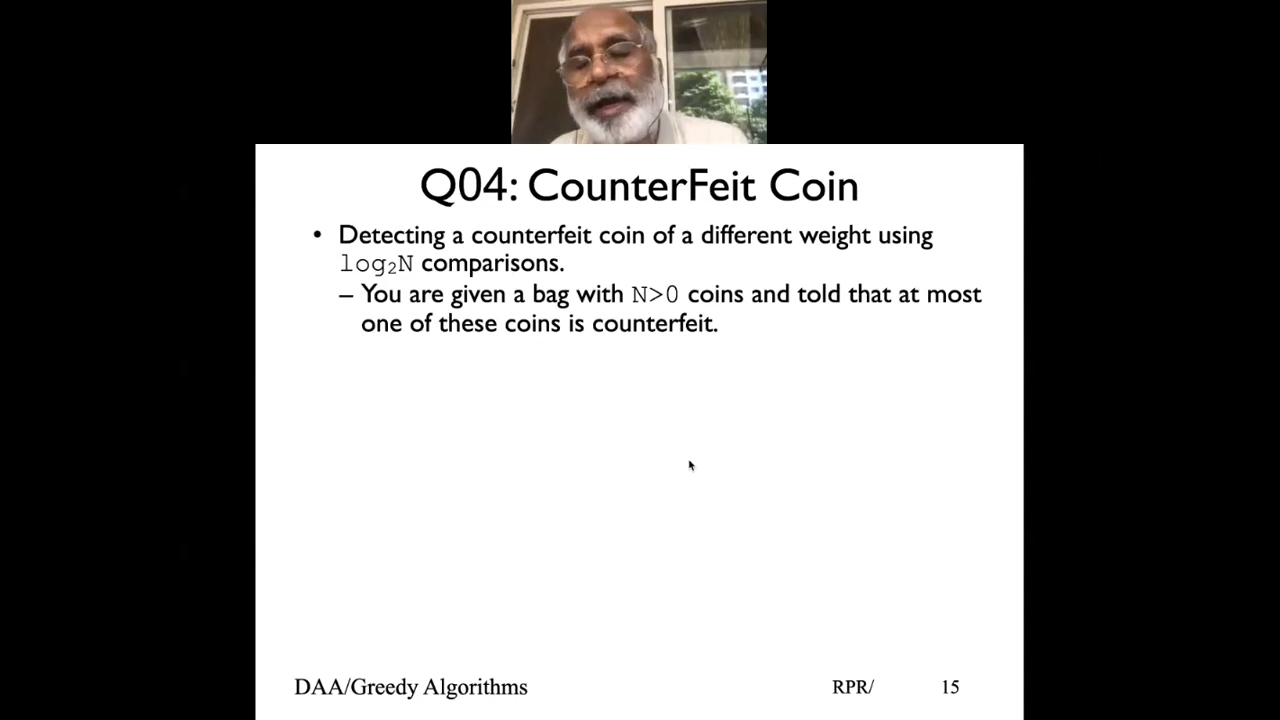 Q04: CounterFeit Coin
• Detecting a counterfeit coin of a different weight using
log₂N comparisons.
– You are given a bag with N>0 coins and told that at most
one of these coins is counterfeit.
DAA/Greedy Algorithms RPR/ 15